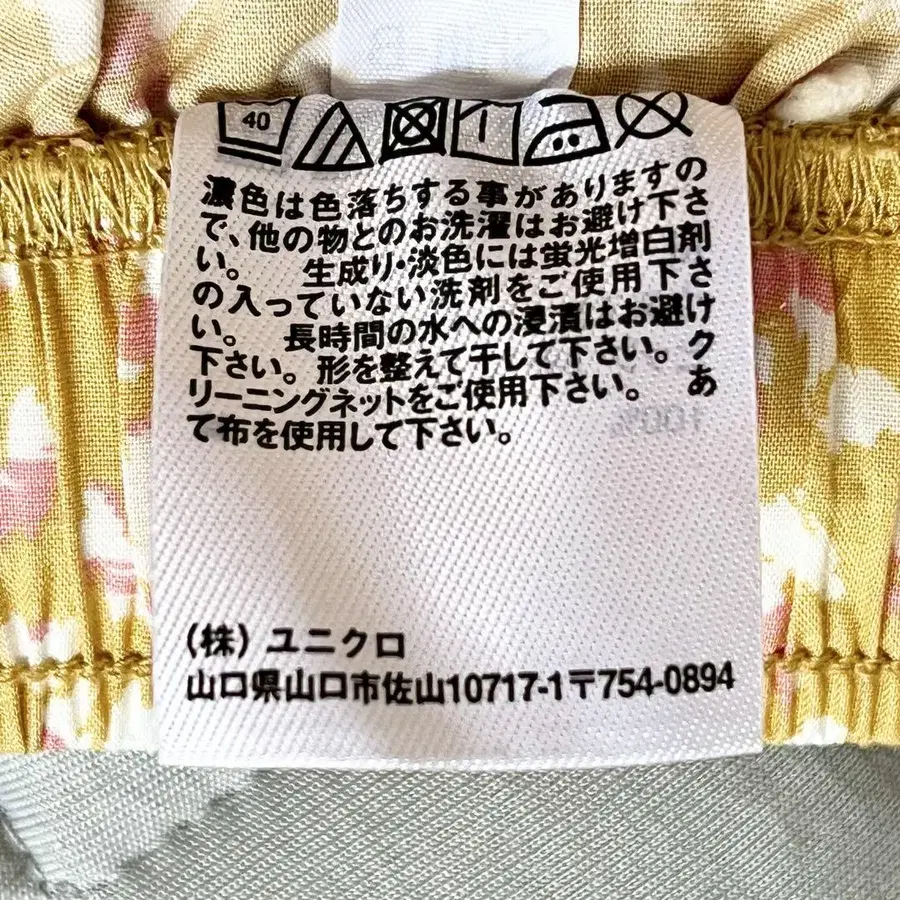 40
濃色は色落ちする事がありますの
で、他の物とのお洗濯はお避け下さ
い。 生成り・淡色には蛍光増白剤
の入っていない洗剤をご使用下さ
い。 長時間の水への浸漬はお避け
下さい。形を整えて干して下さい。ク
リーニングネットをご使用下さい。 あ
て布を使用して下さい。
100%
(株) ユニクロ
山口県山口市佐山10717-1〒754-0894